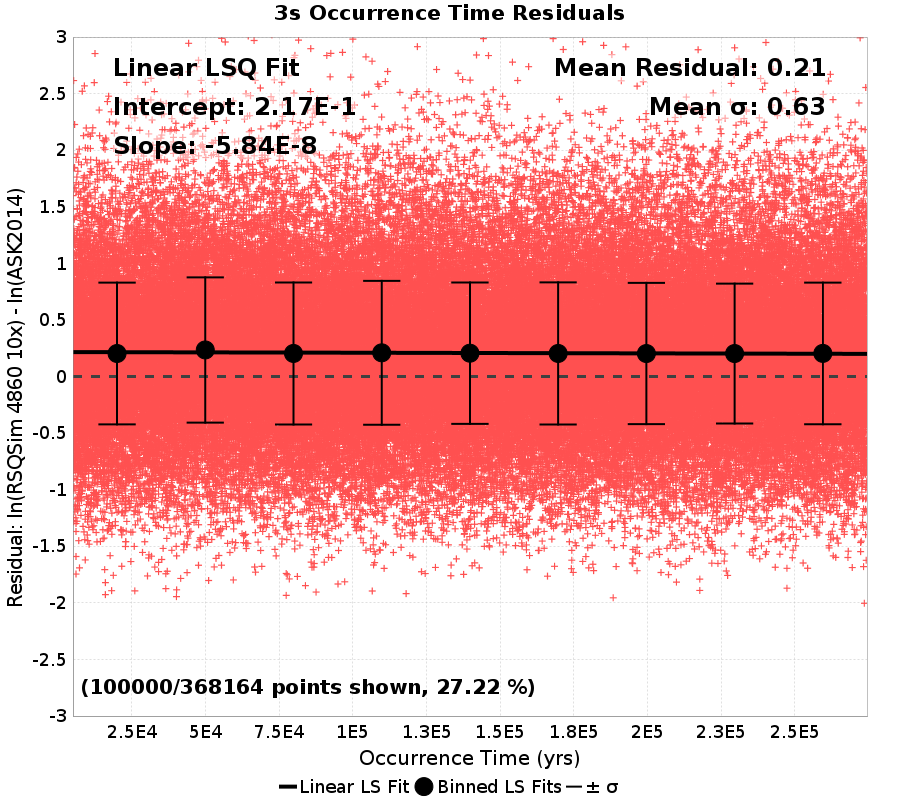 3s Occurrence Time Residuals
Linear LSQ Fit
Intercept: 2.17E-1
Slope: -5.84E-8
Mean Residual: 0.21
Mean σ: 0.63
Residual: ln(RSQSim 4860 10x) - ln(ASK2014)
3
2.5
2
1.5
1
0.5
0
-0.5
-1
-1.5
-2
-2.5
-3
(100000/368164 points shown, 27.22 %)
2.5E4 5E4 7.5E4 1E5 1.3E5 1.5E5 1.8E5 2E5 2.3E5 2.5E5
Occurrence Time (yrs)
Linear LS Fit Binned LS Fits ± σ